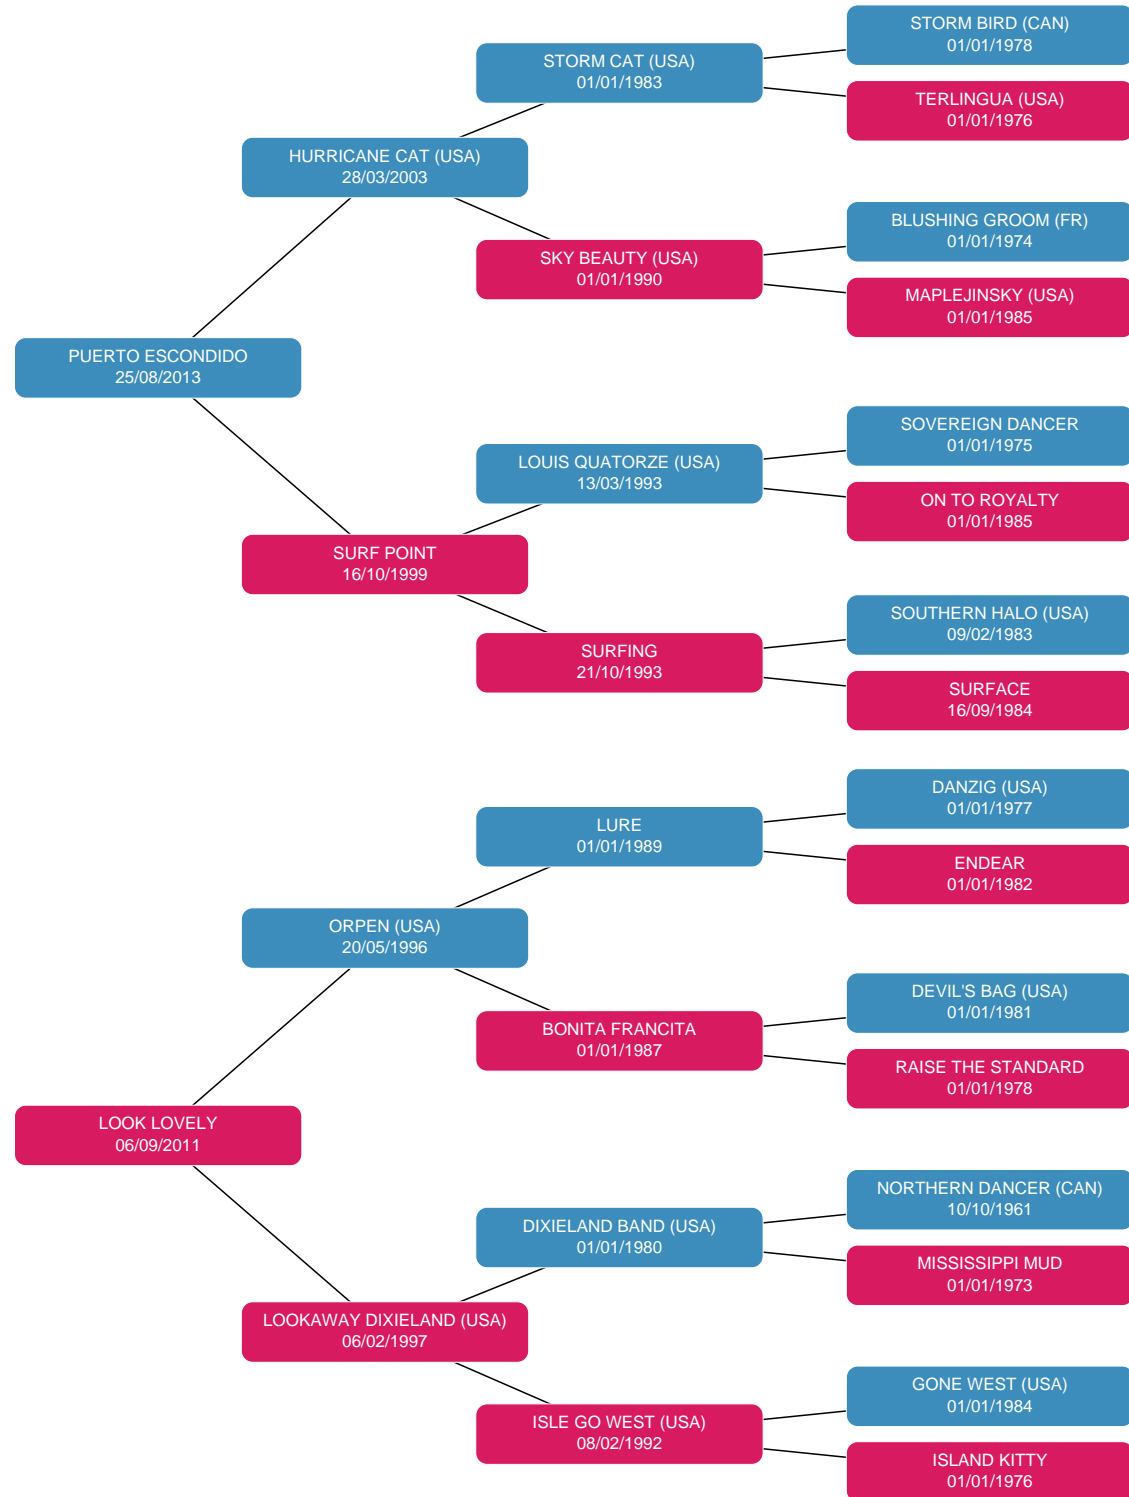 STORM BIRD (CAN)
01/01/1978
STORM CAT (USA)
01/01/1983
TERLINGUA (USA)
01/01/1976
HURRICANE CAT (USA)
28/03/2003
BLUSHING GROOM (FR)
01/01/1974
SKY BEAUTY (USA)
01/01/1990
MAPLEJINSKY (USA)
01/01/1985
PUERTO ESCONDIDO
25/08/2013
SOVEREIGN DANCER
01/01/1975
LOUIS QUATORZE (USA)
13/03/1993
ON TO ROYALTY
01/01/1985
SURF POINT
16/10/1999
SOUTHERN HALO (USA)
09/02/1983
SURFING
21/10/1993
SURFACE
16/09/1984
DANZIG (USA)
01/01/1977
LURE
01/01/1989
ENDEAR
01/01/1982
ORPEN (USA)
20/05/1996
DEVIL'S BAG (USA)
01/01/1981
BONITA FRANCITA
01/01/1987
RAISE THE STANDARD
01/01/1978
LOOK LOVELY
06/09/2011
NORTHERN DANCER (CAN)
10/10/1961
DIXIELAND BAND (USA)
01/01/1980
MISSISSIPPI MUD
01/01/1973
LOOKAWAY DIXIELAND (USA)
06/02/1997
GONE WEST (USA)
01/01/1984
ISLE GO WEST (USA)
08/02/1992
ISLAND KITTY
01/01/1976